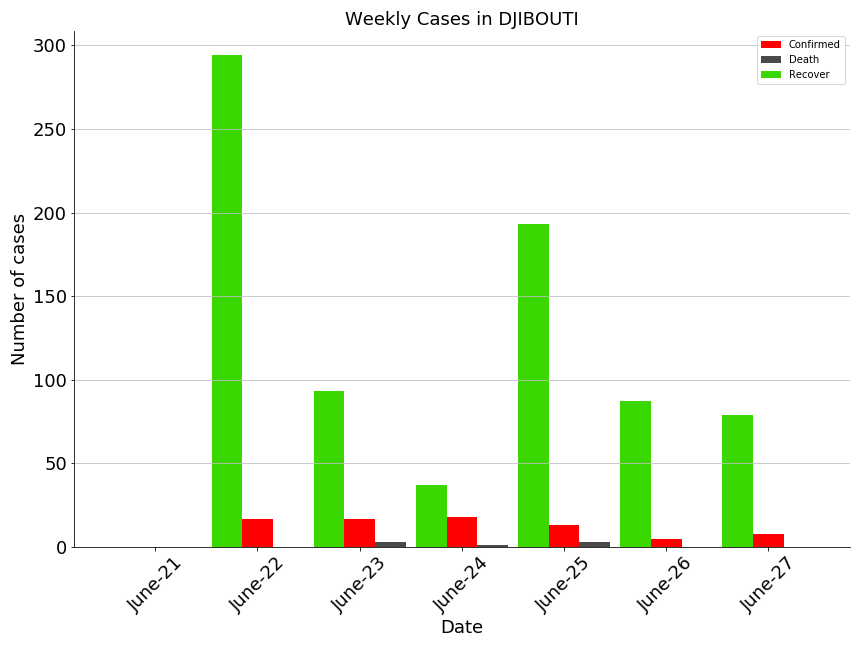 Weekly Cases in DJIBOUTI
Confirmed
Death
Recover
Number of cases
300
250
200
150
100
50
0
June-21
June-22
June-23
June-24
June-25
June-26
June-27
Date